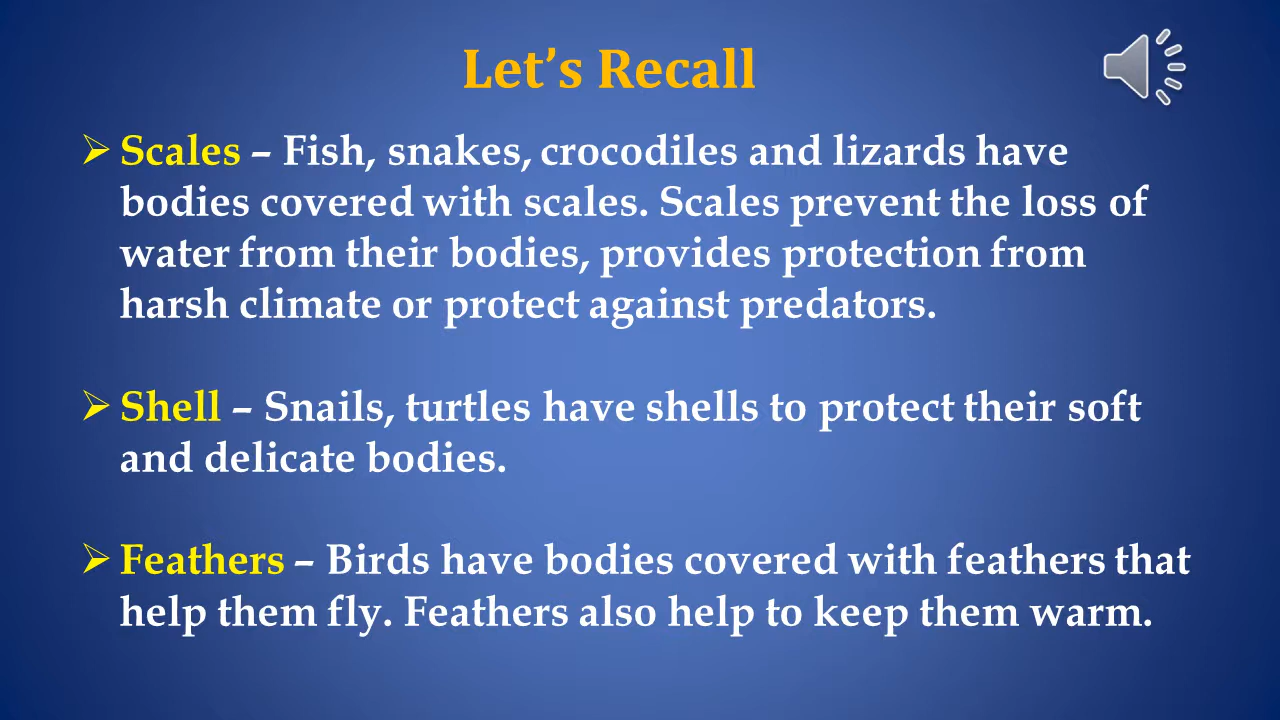 Let’s Recall
➢ Scales – Fish, snakes, crocodiles and lizards have
bodies covered with scales. Scales prevent the loss of
water from their bodies, provides protection from
harsh climate or protect against predators.
➢ Shell – Snails, turtles have shells to protect their soft
and delicate bodies.
➢ Feathers – Birds have bodies covered with feathers that
help them fly. Feathers also help to keep them warm.